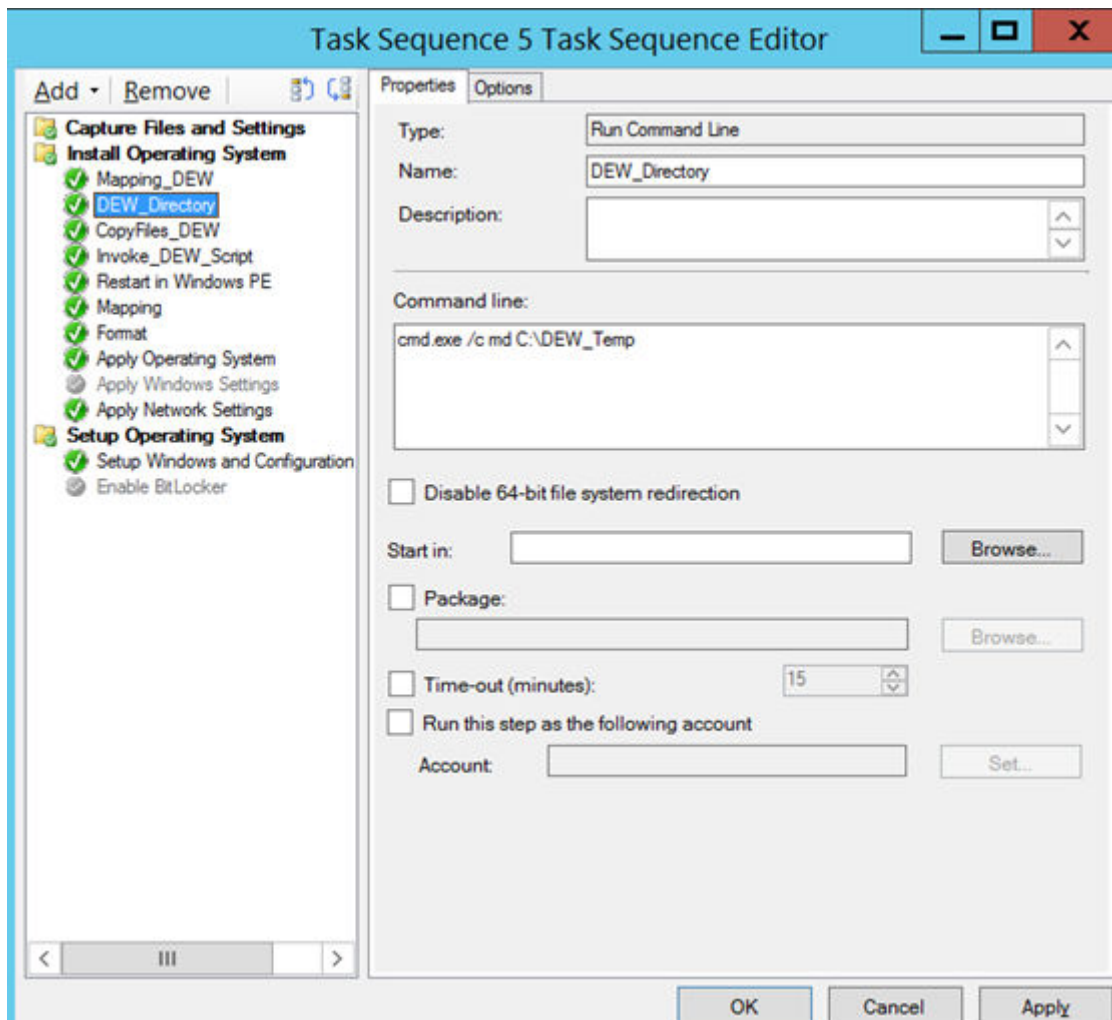 Task Sequence 5 Task Sequence Editor
X
Add
Remove
Capture Files and Settings
Install Operating System
Mapping_DEW
DEW_Directory
CopyFiles_DEW
Invoke_DEW_Script
Restart in Windows PE
Mapping
Format
Apply Operating System
Apply Windows Settings
Apply Network Settings
Setup Operating System
Setup Windows and Configuration
Enable BitLocker
Properties Options
Type: Run Command Line
Name: DEW_Directory
Description:
Command line:
cmd.exe /c md C:\DEW_Temp
Disable 64-bit file system redirection
Start in: Browse...
Package:
Browse...
Time-out (minutes): 15
Run this step as the following account
Account: Set...
OK Cancel Apply